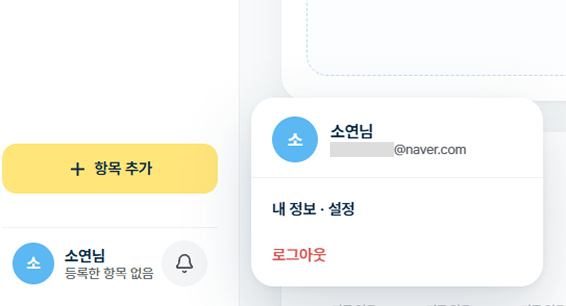 + 항목 추가
소
소연님
등록한 항목 없음
소
소연님
@naver.com
내 정보 · 설정
로그아웃